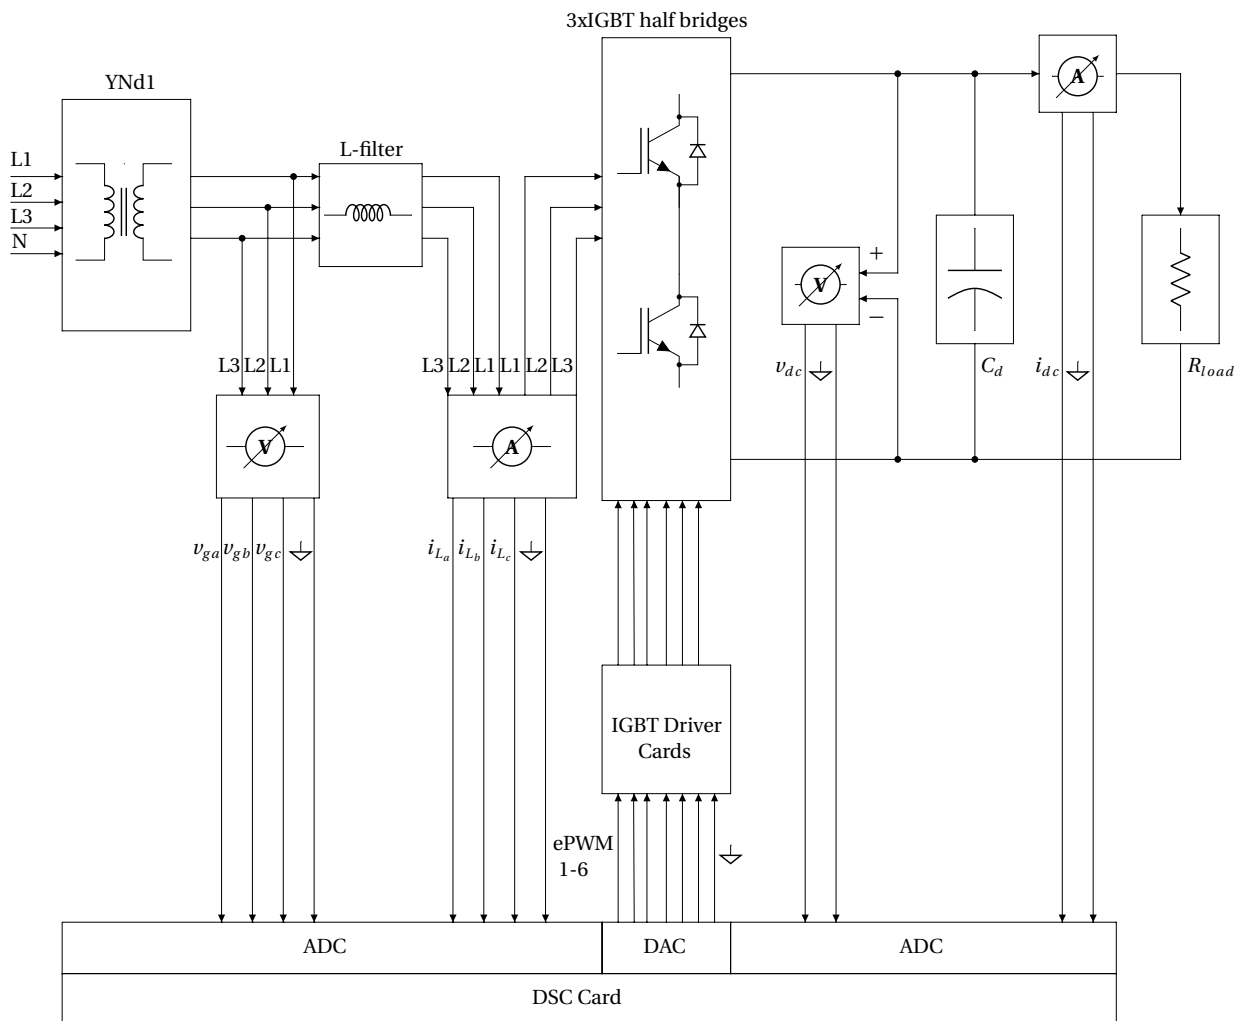 3xIGBT half bridges
YNd1
A
L-filter
L1
L2
L3
N
+
V
−
L3 L2 L1
L3 L2 L1 L1 L2 L3
v_dc
C_d
i_dc
R_load
V
A
v_ga v_gb v_gc
i_La i_Lb i_Lc
IGBT Driver
Cards
ePWM
1-6
ADC
DAC
ADC
DSC Card